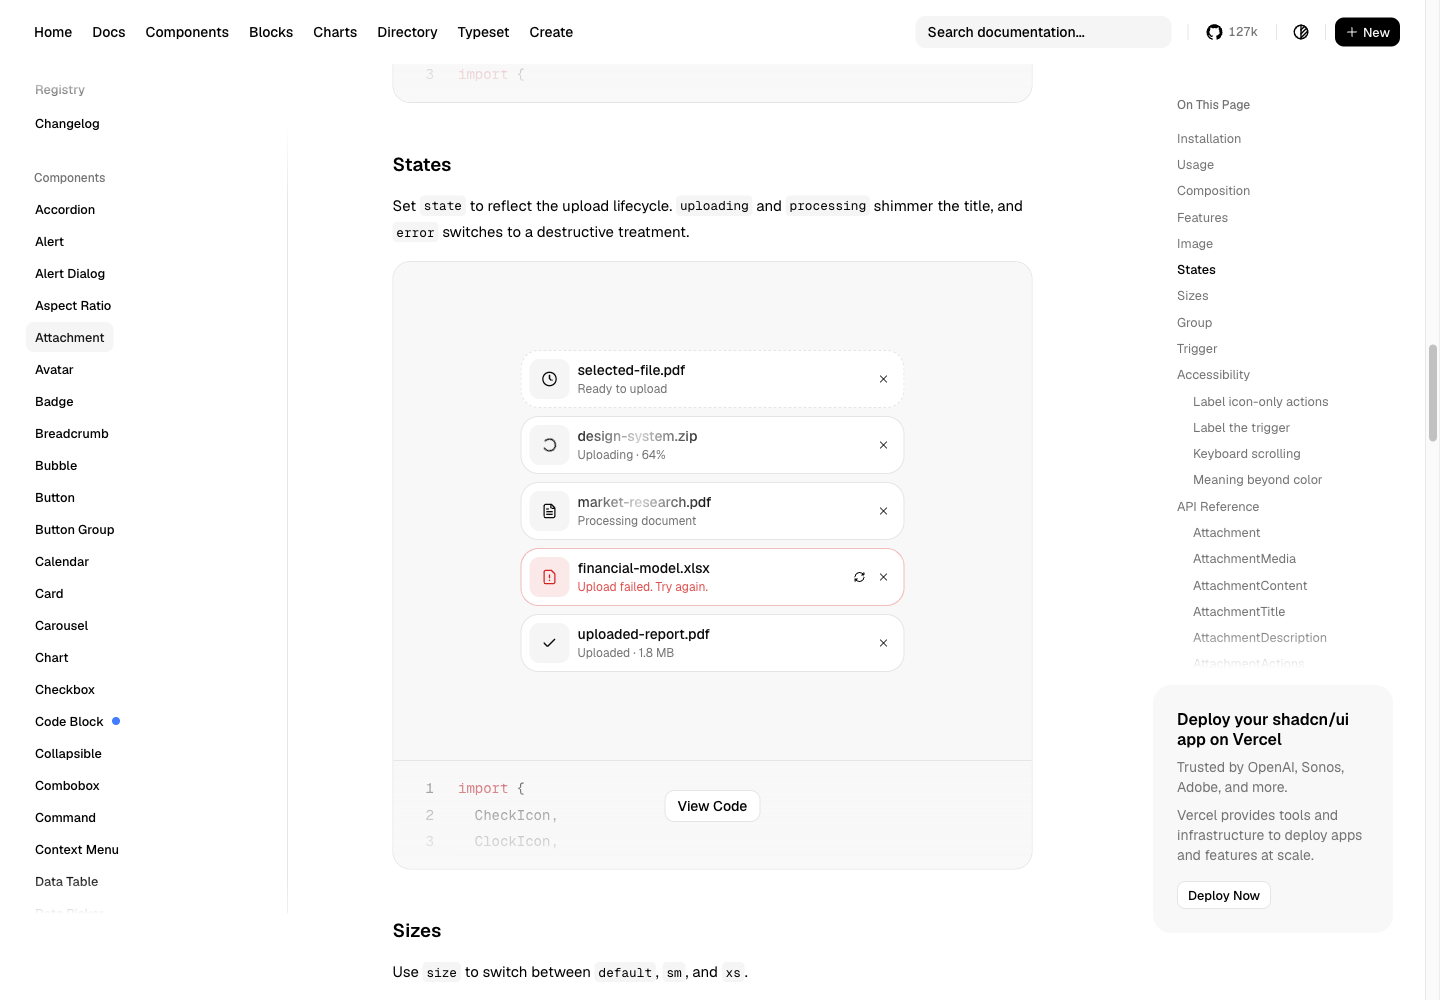 Home Docs Components Blocks Charts Directory Typeset Create
Search documentation...
127k
New
Registry
Changelog
Components
Accordion
Alert
Alert Dialog
Aspect Ratio
Attachment
Avatar
Badge
Breadcrumb
Bubble
Button
Button Group
Calendar
Card
Carousel
Chart
Checkbox
Code Block
Collapsible
Combobox
Command
Context Menu
Data Table
Date Picker
3 import {
States
Set state to reflect the upload lifecycle. uploading and processing shimmer the title, and
error switches to a destructive treatment.
selected-file.pdf
Ready to upload
design-system.zip
Uploading · 64%
market-research.pdf
Processing document
financial-model.xlsx
Upload failed. Try again.
uploaded-report.pdf
Uploaded · 1.8 MB
1 import {
2 CheckIcon,
3 ClockIcon,
View Code
Sizes
Use size to switch between default, sm, and xs.
On This Page
Installation
Usage
Composition
Features
Image
States
Sizes
Group
Trigger
Accessibility
Label icon-only actions
Label the trigger
Keyboard scrolling
Meaning beyond color
API Reference
Attachment
AttachmentMedia
AttachmentContent
AttachmentTitle
AttachmentDescription
AttachmentActions
Deploy your shadcn/ui
app on Vercel
Trusted by OpenAI, Sonos,
Adobe, and more.
Vercel provides tools and
infrastructure to deploy apps
and features at scale.
Deploy Now